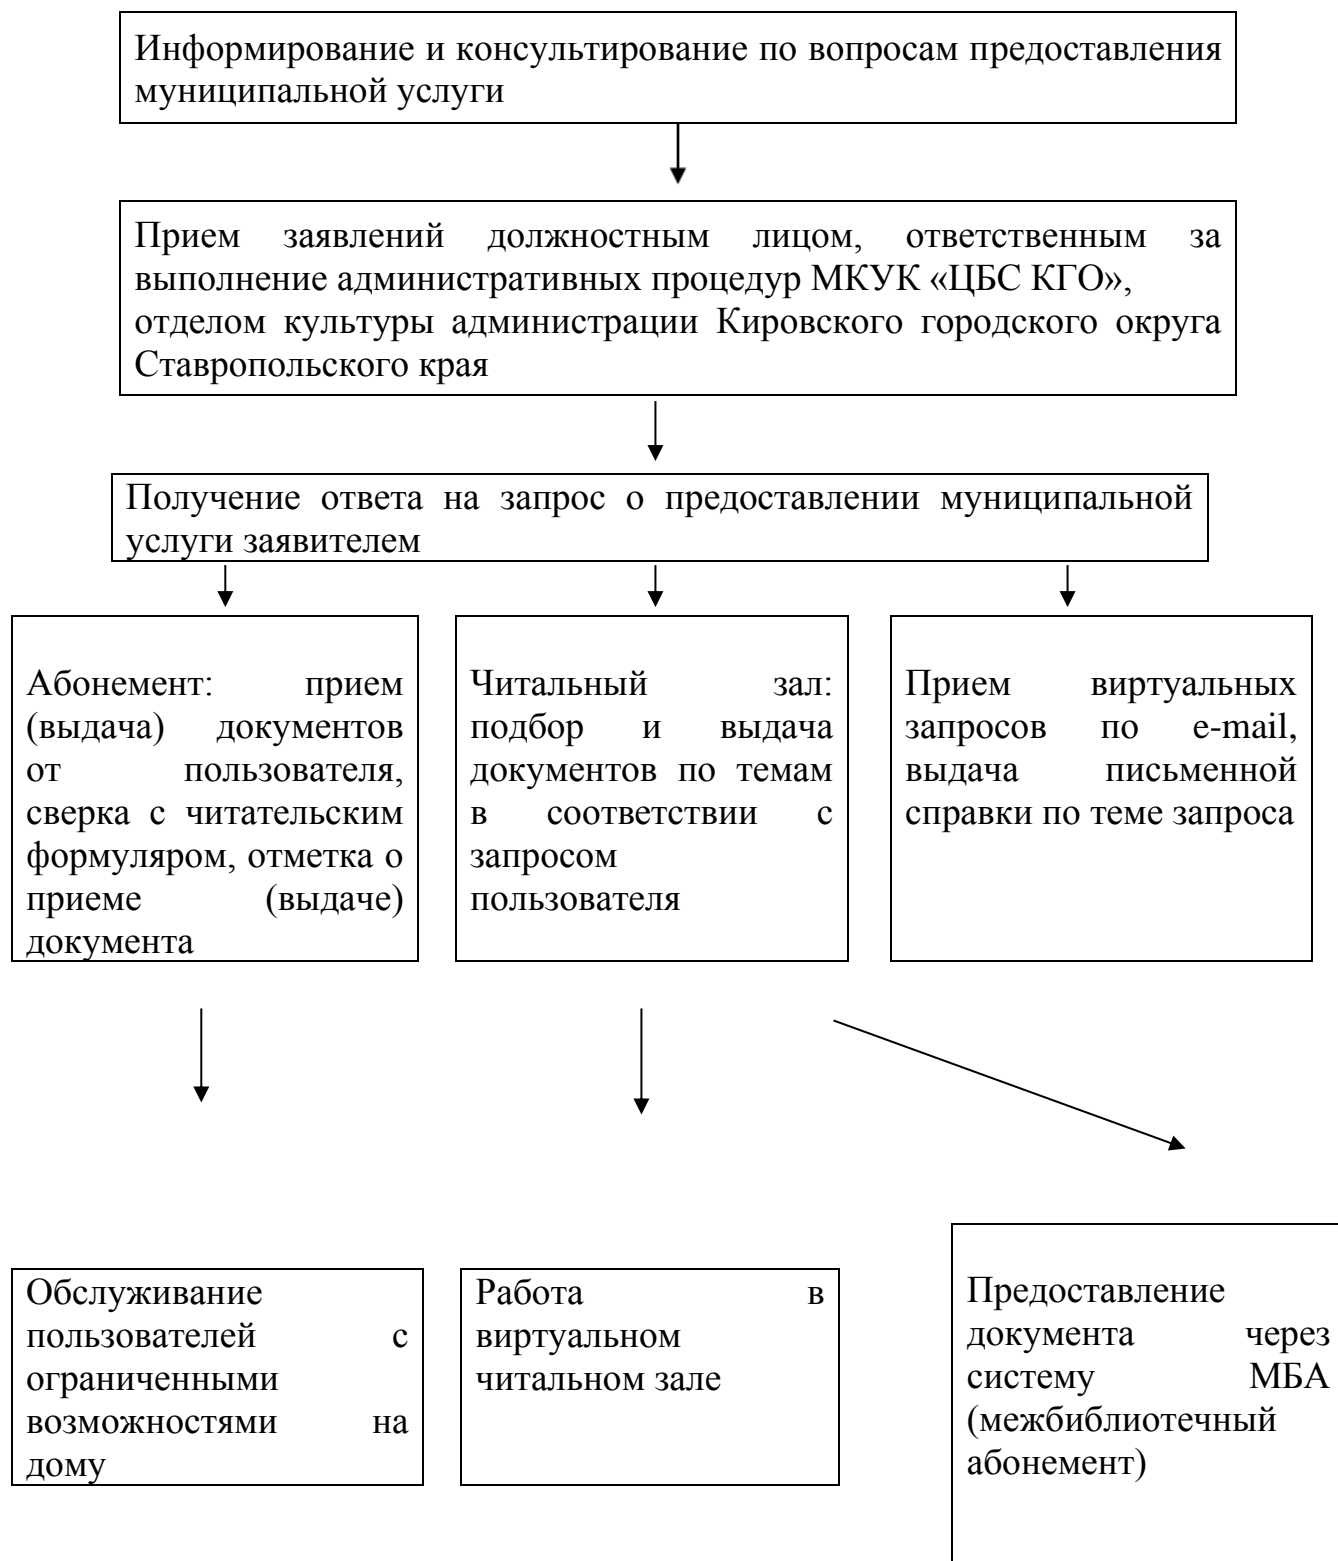 Информирование и консультирование по вопросам предоставления
муниципальной услуги
Прием заявлений должностным лицом, ответственным за
выполнение административных процедур МКУК «ЦБС КГО»,
отделом культуры администрации Кировского городского округа
Ставропольского края
Получение ответа на запрос о предоставлении муниципальной
услуги заявителем
Абонемент: прием
(выдача) документов
от пользователя,
сверка с читательским
формуляром, отметка о
приеме (выдаче)
документа
Читальный зал:
подбор и выдача
документов по темам
в соответствии с
запросом
пользователя
Прием виртуальных
запросов по e-mail,
выдача письменной
справки по теме запроса
Обслуживание
пользователей с
ограниченными
возможностями на
дому
Работа в
виртуальном
читальном зале
Предоставление
документа через
систему МБА
(межбиблиотечный
абонемент)